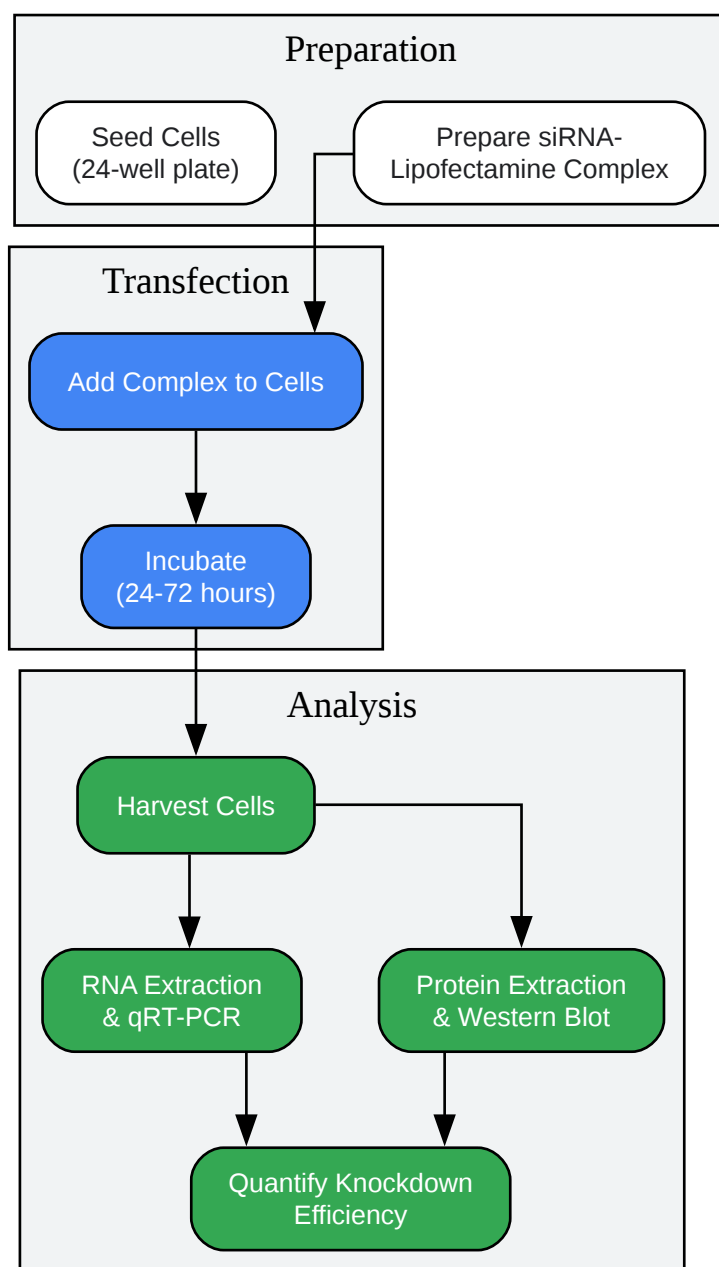 Preparation
Seed Cells
(24-well plate)
Prepare siRNA-
Lipofectamine Complex
Transfection
Add Complex to Cells
Incubate
(24-72 hours)
Analysis
Harvest Cells
RNA Extraction
& qRT-PCR
Protein Extraction
& Western Blot
Quantify Knockdown
Efficiency